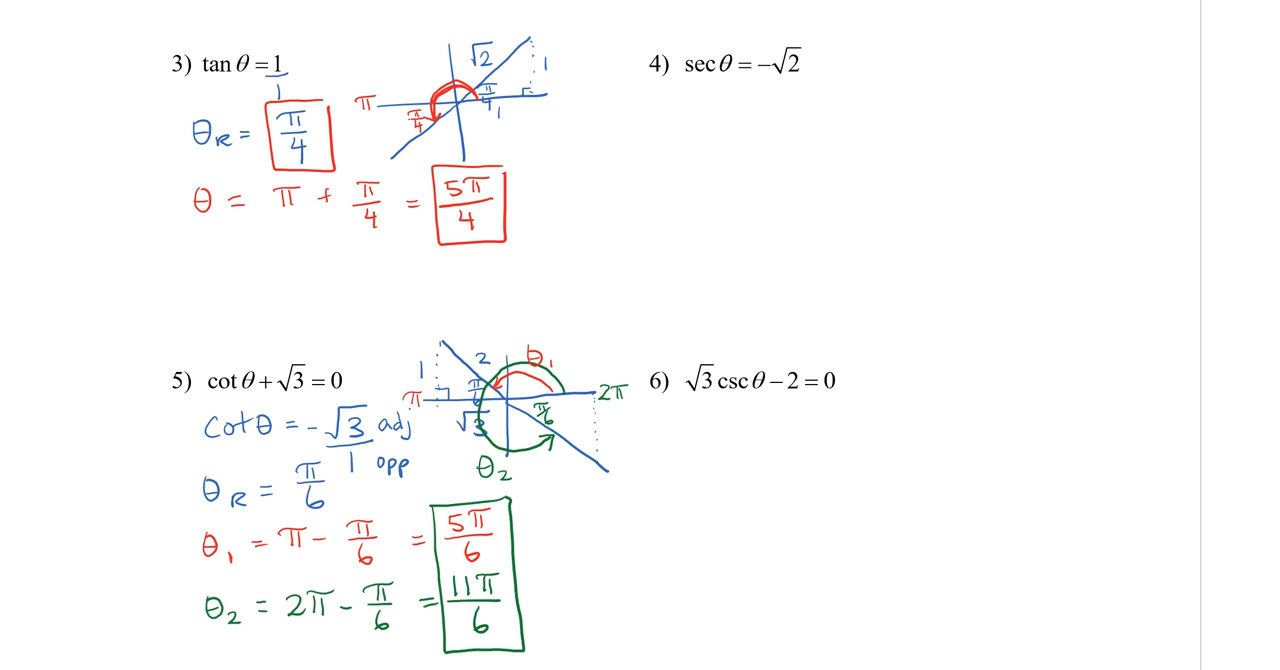 3) tan θ = 1/1
θ_R = π/4
θ = π + π/4 = 5π/4
√2
1
π/4
1
π
π/4
4) sec θ = −√2
5) cot θ + √3 = 0
cot θ = −√3/1 adj opp
θ_R = π/6
θ₁ = π − π/6 = 5π/6
θ₂ = 2π − π/6 = 11π/6
1
2
θ₁
π
π/6
√3
π/6
2π
θ₂
6) √3 csc θ − 2 = 0